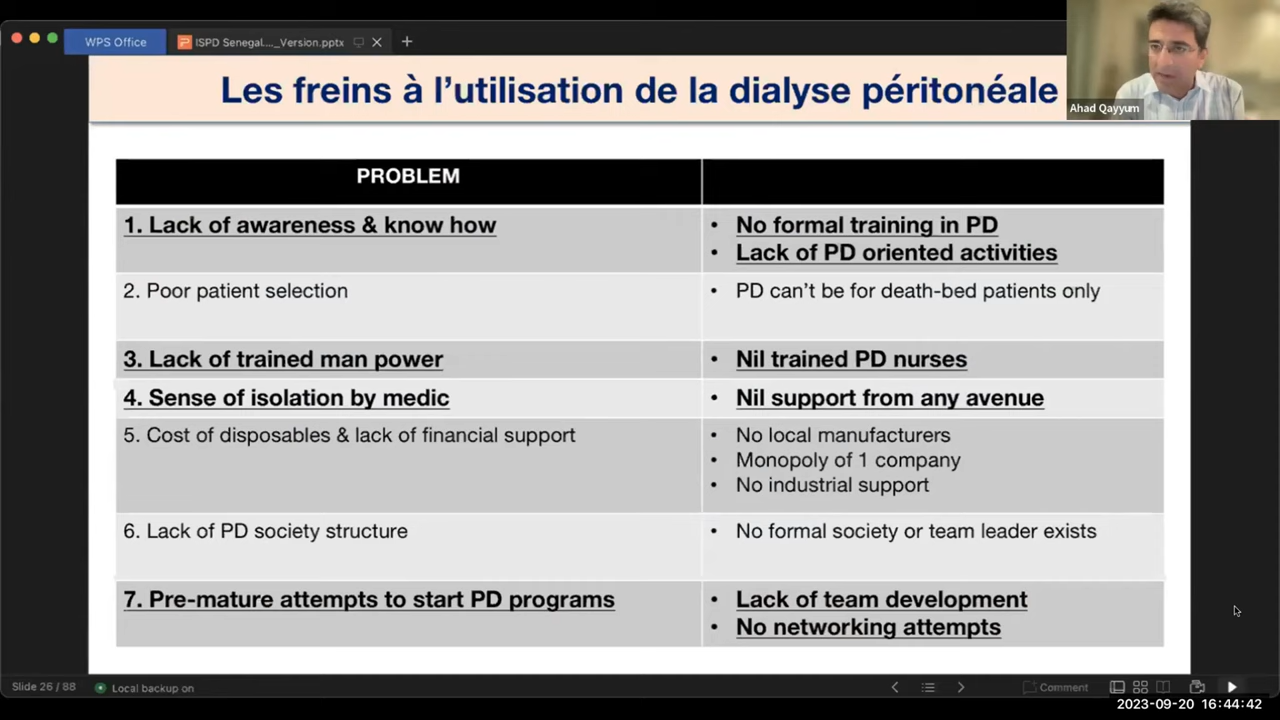 WPS Office
ISPD Senegal...._Version.pptx
Les freins à l’utilisation de la dialyse péritonéale
Ahad Qayyum
PROBLEM
1. Lack of awareness & know how
• No formal training in PD
• Lack of PD oriented activities
2. Poor patient selection
• PD can’t be for death-bed patients only
3. Lack of trained man power
• Nil trained PD nurses
4. Sense of isolation by medic
• Nil support from any avenue
5. Cost of disposables & lack of financial support
• No local manufacturers
• Monopoly of 1 company
• No industrial support
6. Lack of PD society structure
• No formal society or team leader exists
7. Pre-mature attempts to start PD programs
• Lack of team development
• No networking attempts
Slide 26 / 88
Local backup on
Comment
2023-09-20 16:44:42